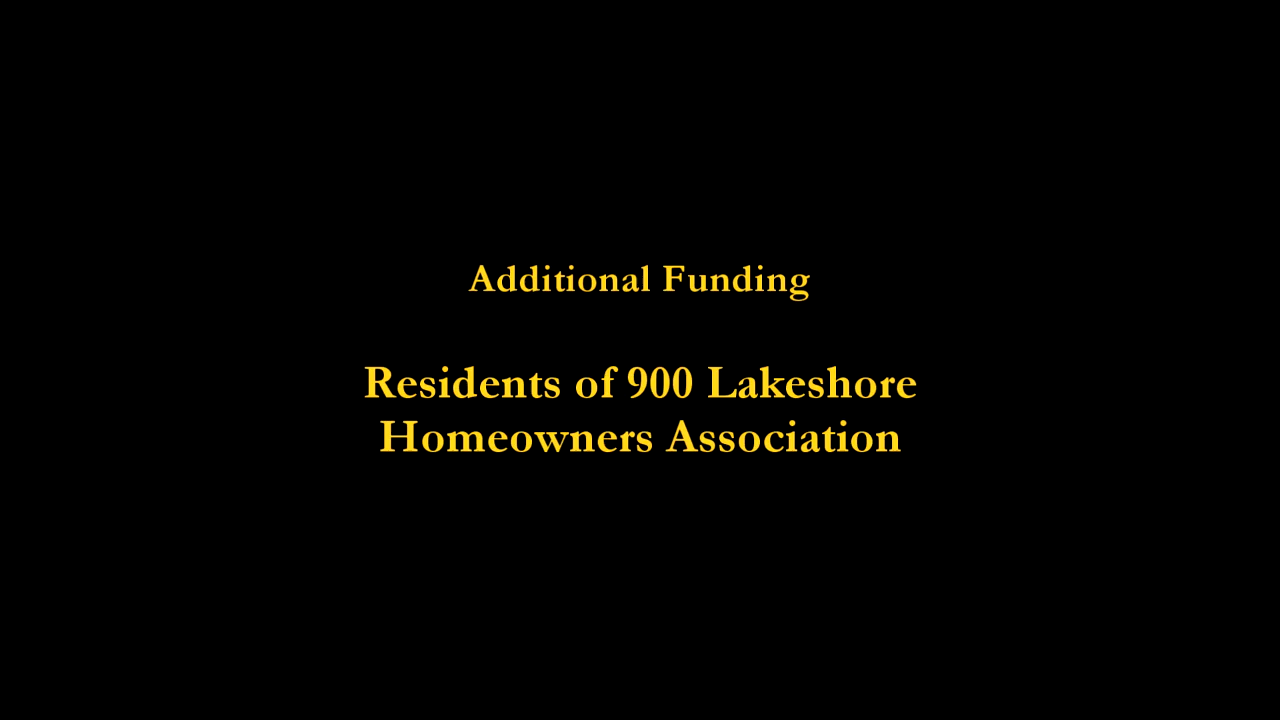 Additional Funding
Residents of 900 Lakeshore
Homeowners Association